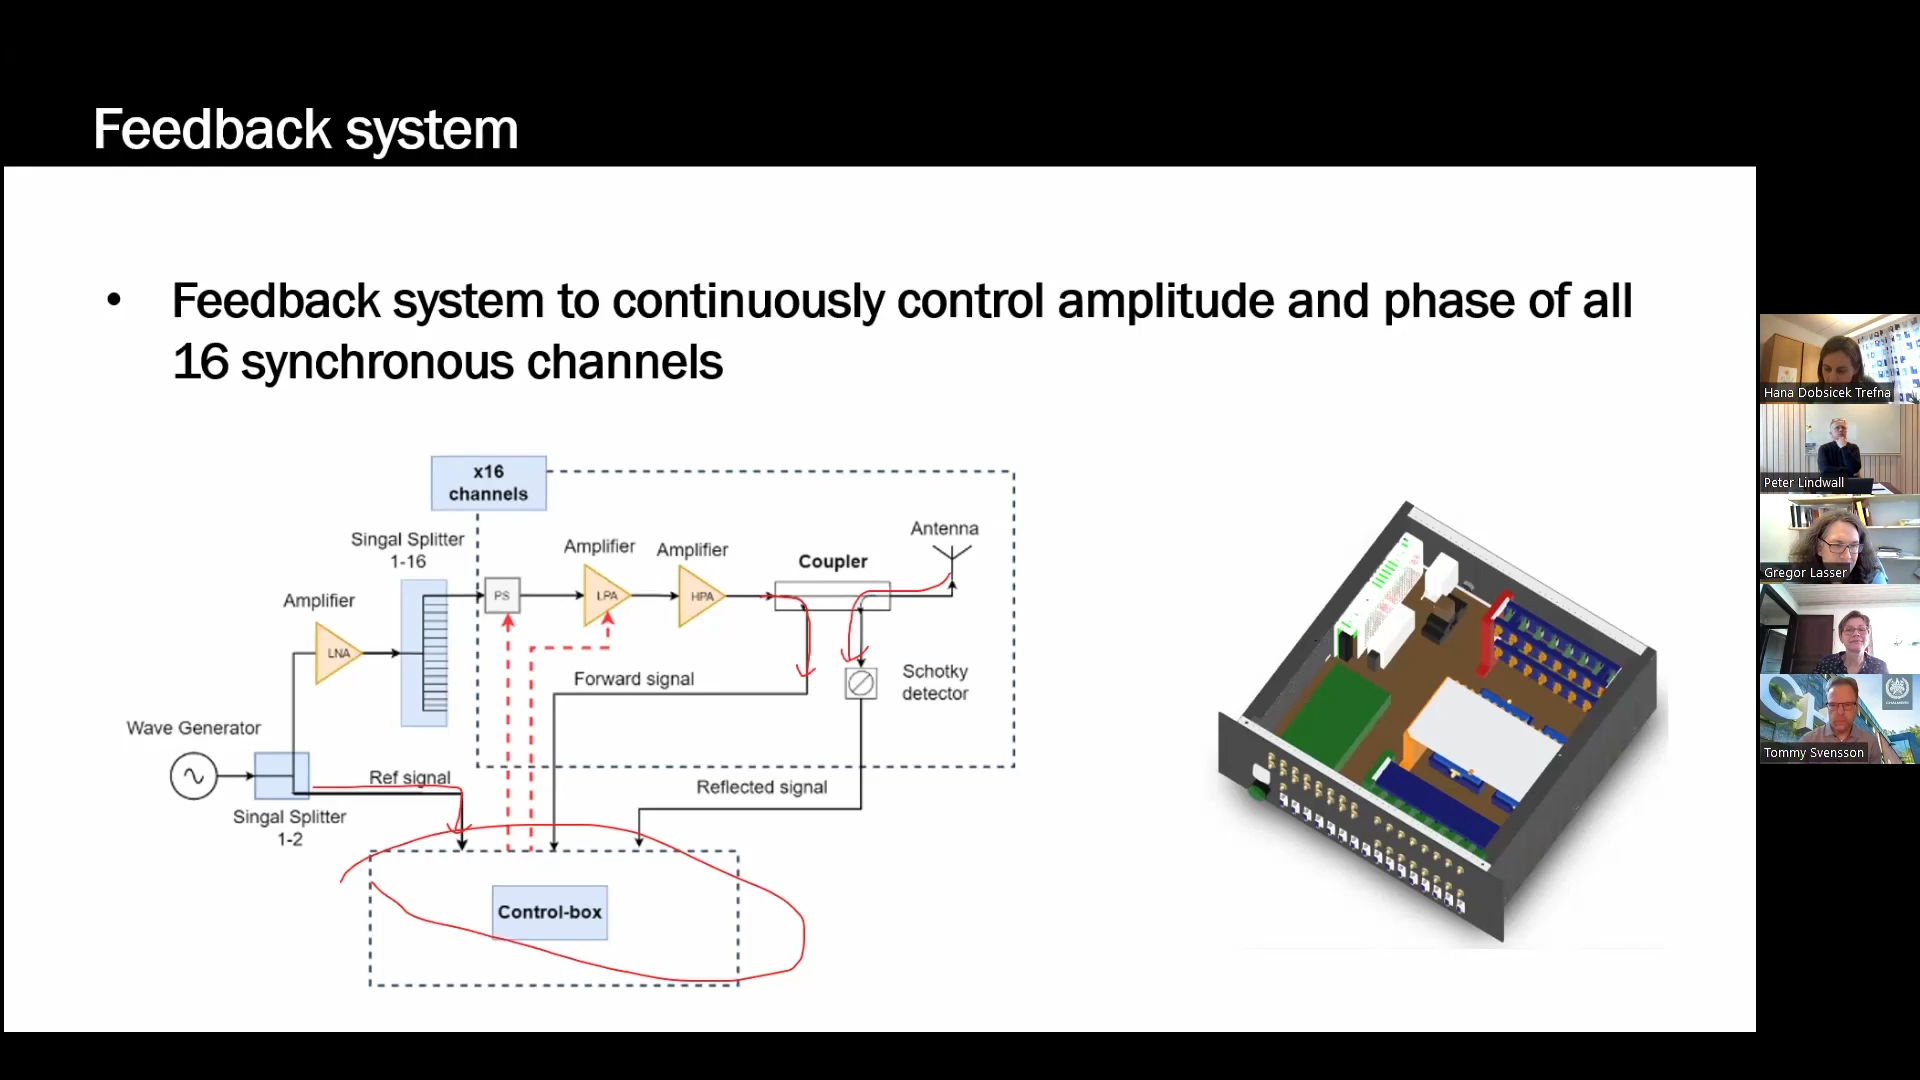 Feedback system
• Feedback system to continuously control amplitude and phase of all
16 synchronous channels
x16
channels
Singal Splitter
1-16
Amplifier
Amplifier
Coupler
Antenna
Amplifier
PS
LPA
HPA
LNA
Forward signal
Schotky
detector
Wave Generator
Ref signal
Reflected signal
Singal Splitter
1-2
Control-box
Hana Dobsicek Trefna
Peter Lindwall
Gregor Lasser
Tommy Svensson
CHALMERS